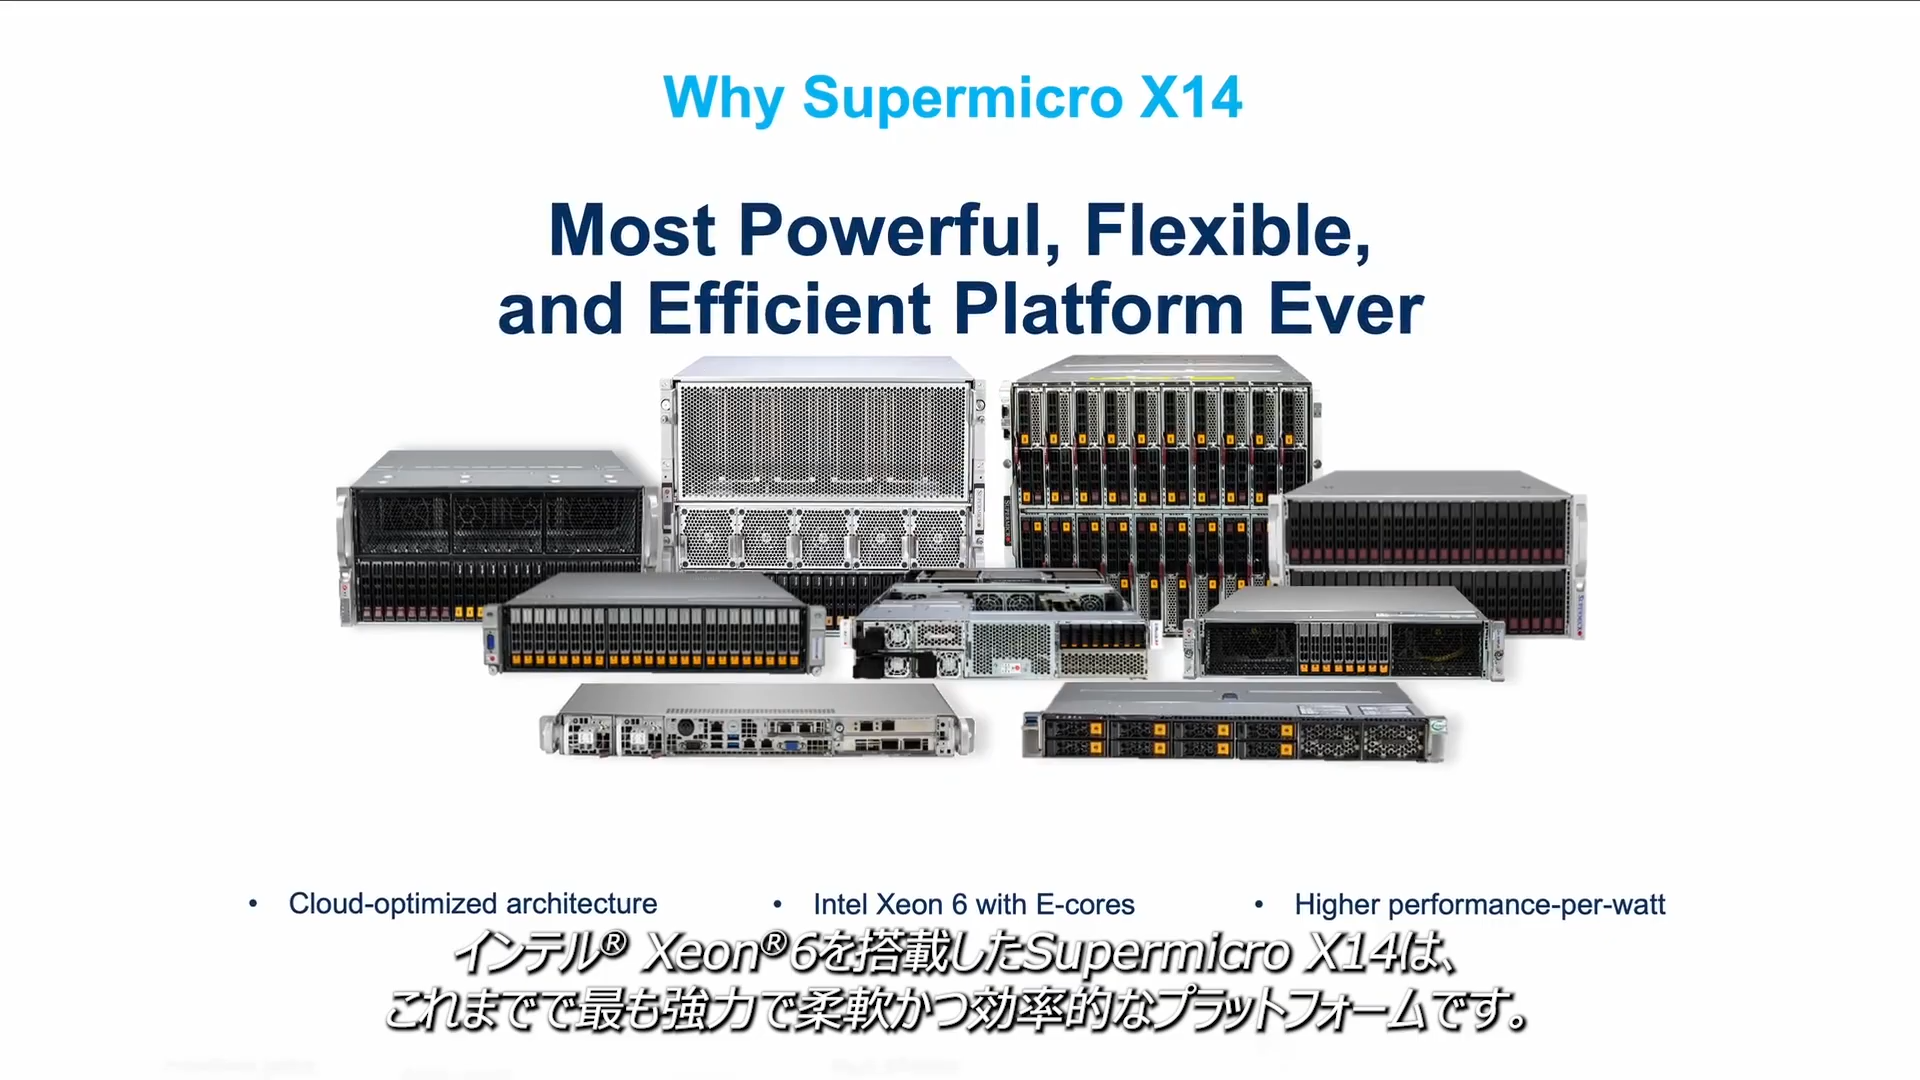 Why Supermicro X14
Most Powerful, Flexible,
and Efficient Platform Ever
• Cloud-optimized architecture
• Intel Xeon 6 with E-cores
• Higher performance-per-watt
インテル® Xeon®6を搭載したSupermicro X14は、
これまでで最も強力で柔軟かつ効率的なプラットフォームです。